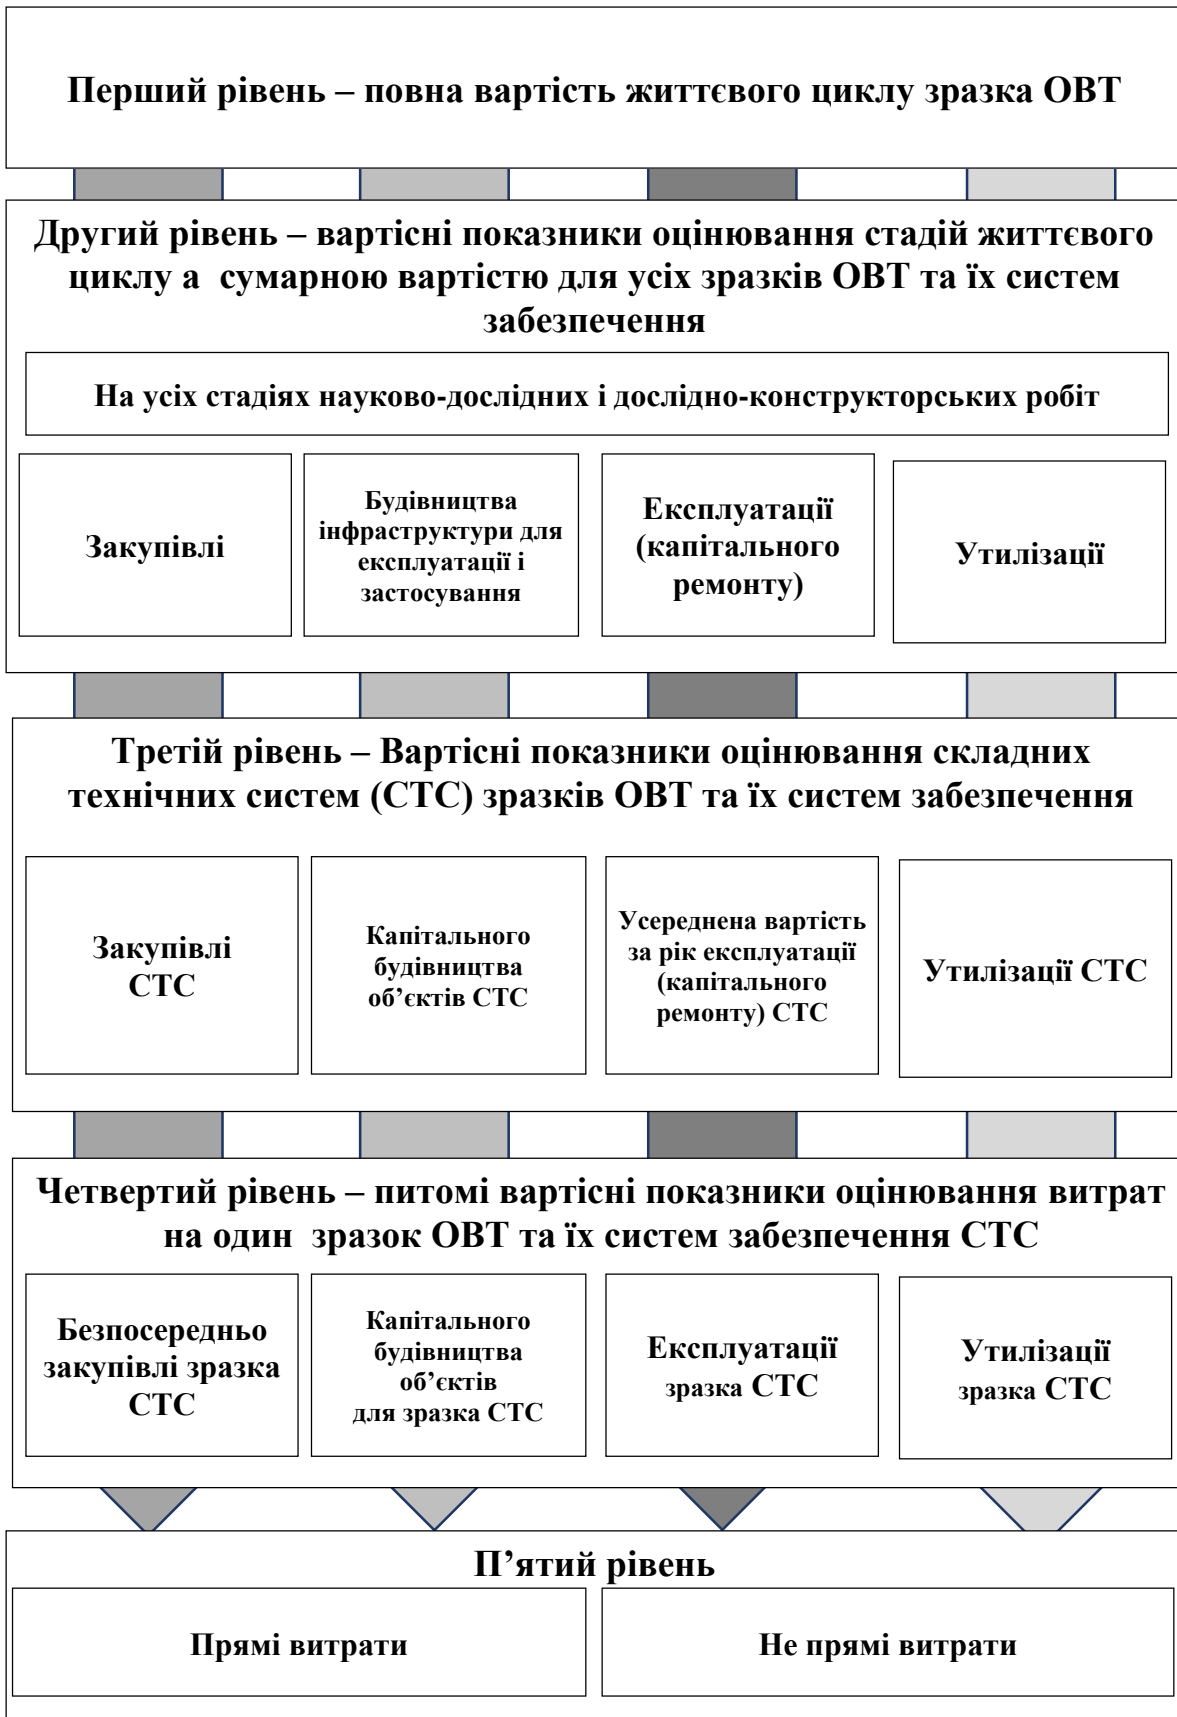 Перший рівень – повна вартість життєвого циклу зразка ОВТ
Другий рівень – вартісні показники оцінювання стадій життєвого
циклу а  сумарною вартістю для усіх зразків ОВТ та їх систем
забезпечення
На усіх стадіях науково-дослідних і дослідно-конструкторських робіт
Закупівлі
Будівництва
інфраструктури для
експлуатації і
застосування
Експлуатації
(капітального
ремонту)
Утилізації
Третій рівень – Вартісні показники оцінювання складних
технічних систем (СТС) зразків ОВТ та їх систем забезпечення
Закупівлі
СТС
Капітального
будівництва
об’єктів СТС
Усереднена вартість
за рік експлуатації
(капітального
ремонту) СТС
Утилізації СТС
Четвертий рівень – питомі вартісні показники оцінювання витрат
на один  зразок ОВТ та їх систем забезпечення СТС
Безпосередньо
закупівлі зразка
СТС
Капітального
будівництва
об’єктів
для зразка СТС
Експлуатації
зразка СТС
Утилізації
зразка СТС
П’ятий рівень
Прямі витрати
Не прямі витрати